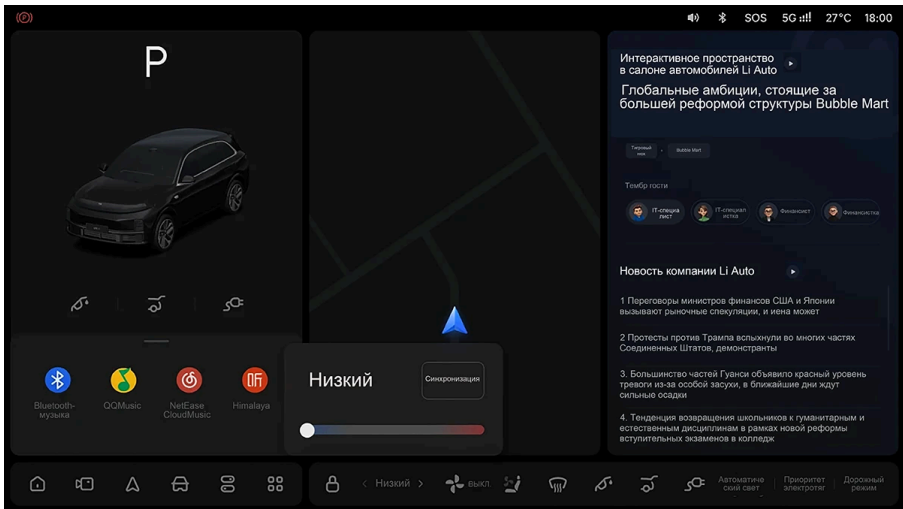 SOS 5G 27°C 18:00
P
Интерактивное пространство
в салоне автомобилей Li Auto
Глобальные амбиции, стоящие за
большей реформой структуры Bubble Mart
Bubble Mart
Тембр гости
IT-специа
лист
IT-специал
истка
Финансист
Финансистка
Новость компании Li Auto
1 Переговоры министров финансов США и Японии
вызывают рыночные спекуляции, и иена может
2 Протесты против Трампа вспыхнули во многих частях
Соединенных Штатов, демонстранты
3. Большинство частей Гуанси объявило красный уровень
тревоги из-за особой засухи, в ближайшие дни ждут
сильные осадки
4. Тенденция возвращения школьников к гуманитарным и
естественным дисциплинам в рамках новой реформы
вступительных экзаменов в колледж
Bluetooth-
музыка
QQMusic
NetEase
CloudMusic
Himalaya
Низкий
Синхронизация
< Низкий >
выкл
Автоматиче
ский свет
Приоритет
электротяг
Дорожный
режим